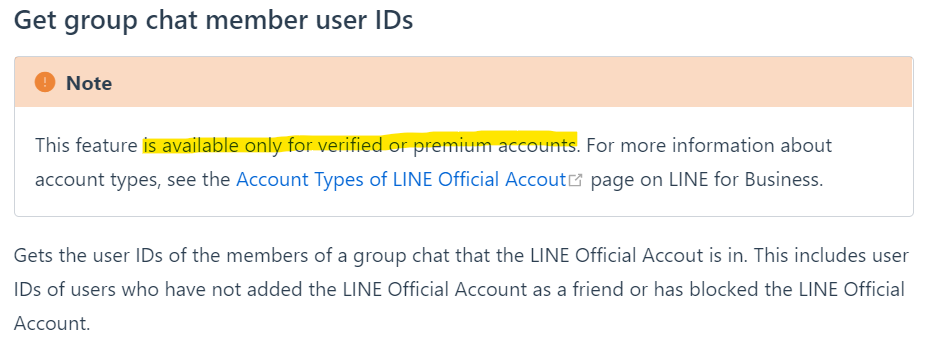 Get group chat member user IDs
Note
This feature is available only for verified or premium accounts. For more information about
account types, see the Account Types of LINE Official Accout page on LINE for Business.
Gets the user IDs of the members of a group chat that the LINE Official Accout is in. This includes user
IDs of users who have not added the LINE Official Account as a friend or has blocked the LINE Official
Account.